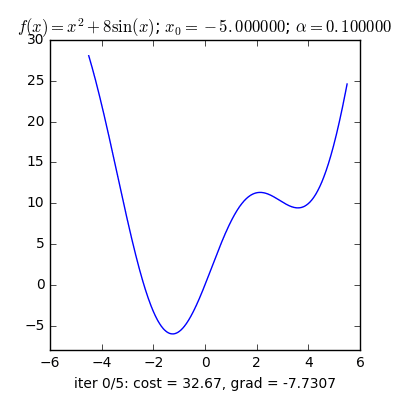 f(x) = x² + 8sin(x); x₀ = −5.000000; α = 0.100000
30
25
20
15
10
5
0
−5
−6 −4 −2 0 2 4 6
iter 0/5: cost = 32.67, grad = -7.7307